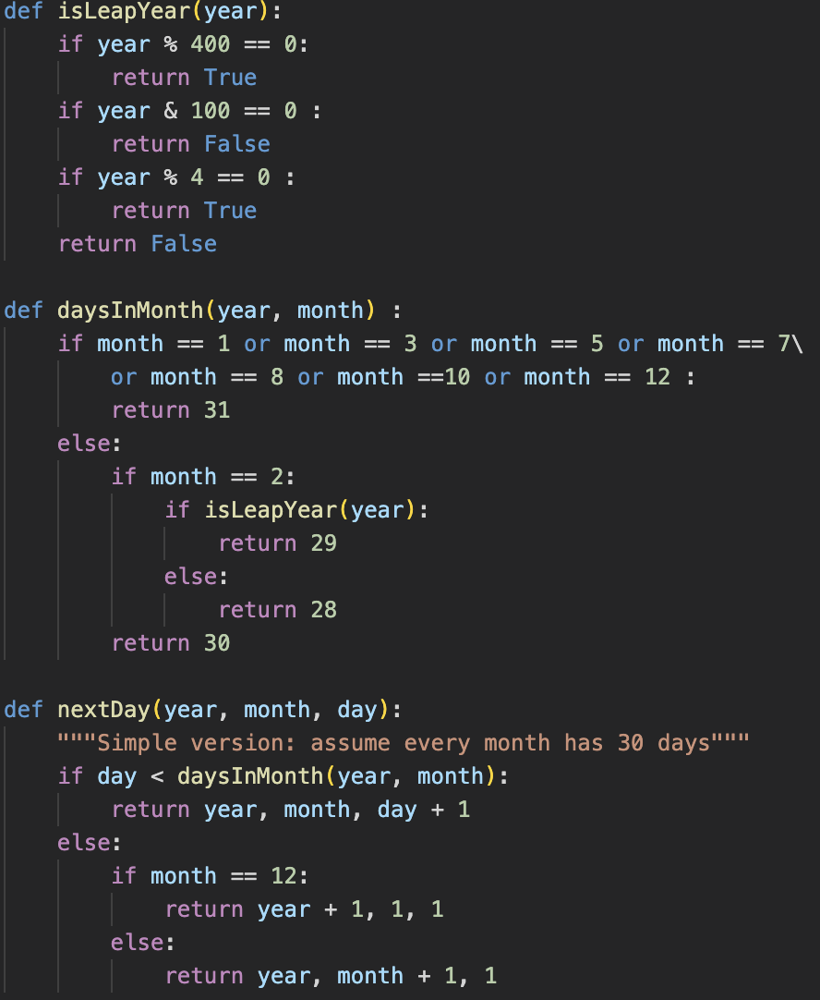 def isLeapYear(year):
    if year % 400 == 0:
        return True
    if year & 100 == 0 :
        return False
    if year % 4 == 0 :
        return True
    return False

def daysInMonth(year, month) :
    if month == 1 or month == 3 or month == 5 or month == 7\
        or month == 8 or month ==10 or month == 12 :
        return 31
    else:
        if month == 2:
            if isLeapYear(year):
                return 29
            else:
                return 28
        return 30

def nextDay(year, month, day):
    """Simple version: assume every month has 30 days"""
    if day < daysInMonth(year, month):
        return year, month, day + 1
    else:
        if month == 12:
            return year + 1, 1, 1
        else:
            return year, month + 1, 1